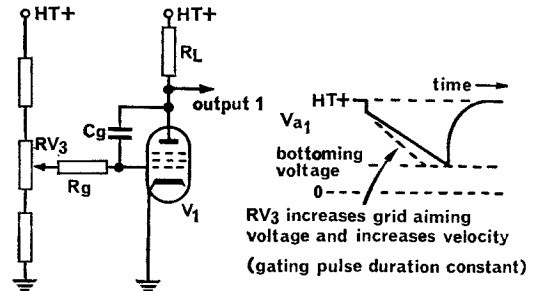 HT+
HT+
RL
output 1
Cg
RV3
Rg
V1
time
HT+
Va1
bottoming
voltage
0
RV3 increases grid aiming
voltage and increases velocity
(gating pulse duration constant)